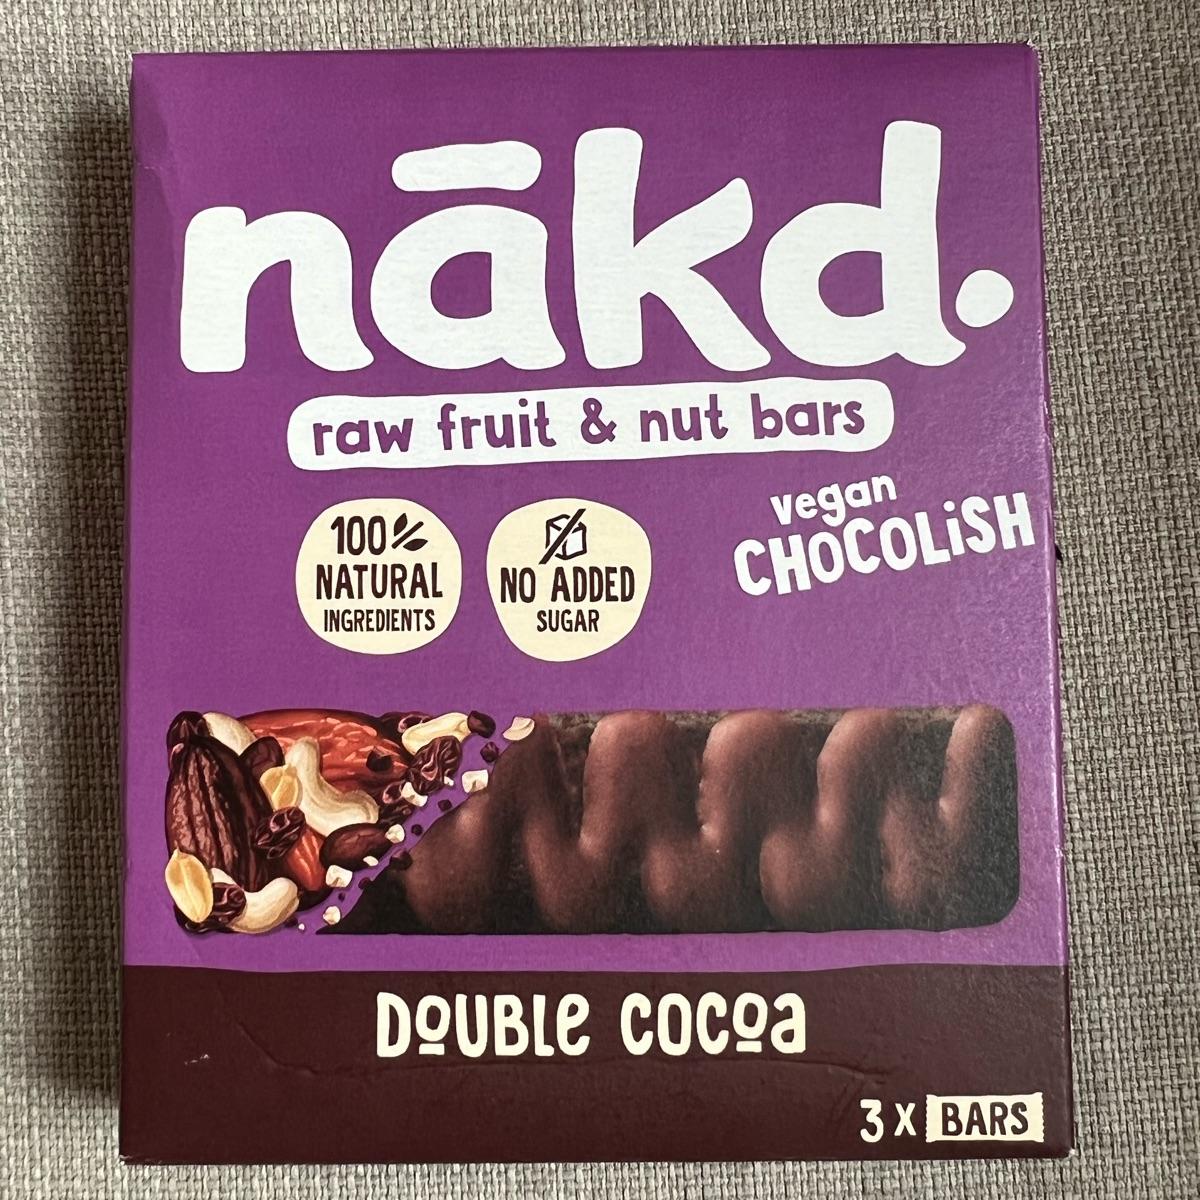 nākd.
raw fruit & nut bars
vegan
CHOCOLiSH
100%
NATURAL
INGREDIENTS
NO ADDED
SUGAR
DOUBLe COCOa
3 x BARS